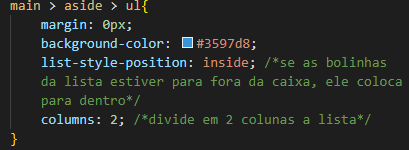 main > aside > ul{
margin: 0px;
background-color: #3597d8;
list-style-position: inside; /*se as bolinhas
da lista estiver para fora da caixa, ele coloca
para dentro*/
columns: 2; /*divide em 2 colunas a lista*/
}